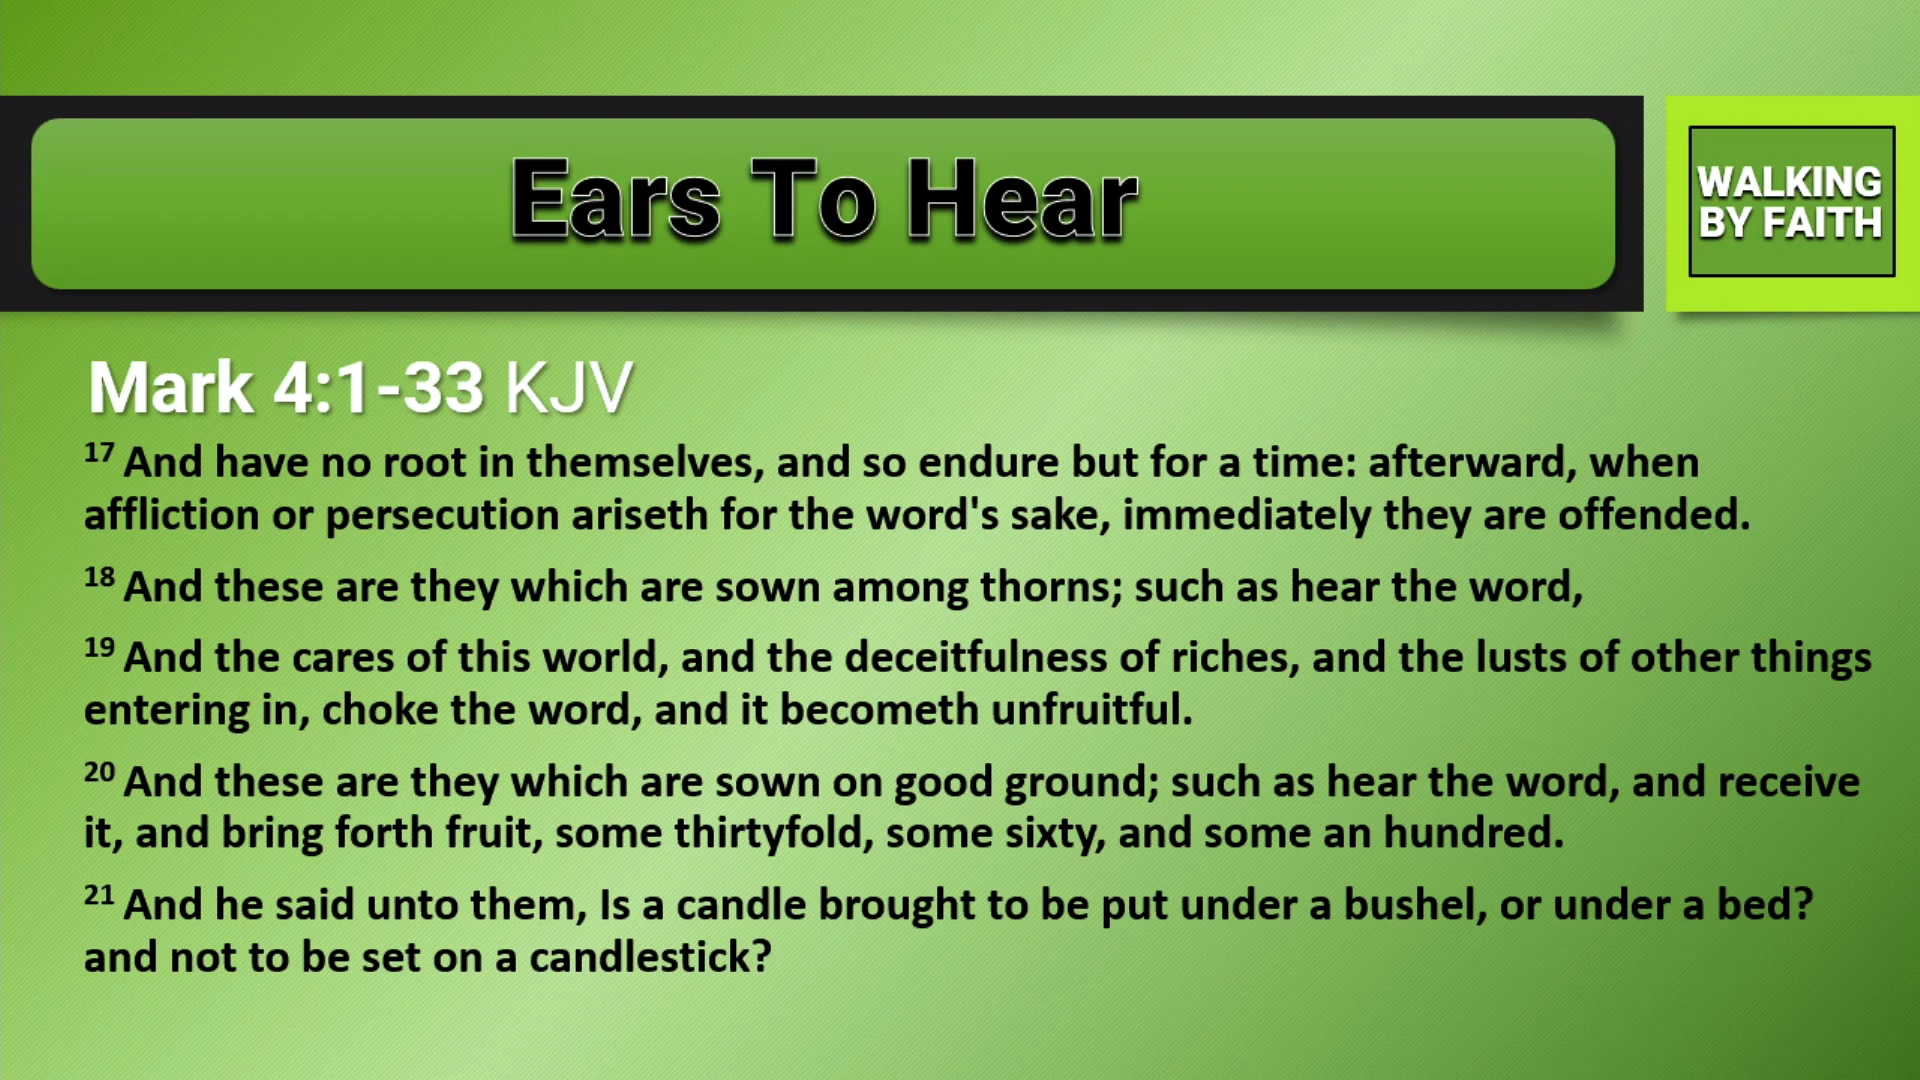 Ears To Hear
WALKING
BY FAITH
Mark 4:1-33 KJV
17 And have no root in themselves, and so endure but for a time: afterward, when
affliction or persecution ariseth for the word's sake, immediately they are offended.
18 And these are they which are sown among thorns; such as hear the word,
19 And the cares of this world, and the deceitfulness of riches, and the lusts of other things
entering in, choke the word, and it becometh unfruitful.
20 And these are they which are sown on good ground; such as hear the word, and receive
it, and bring forth fruit, some thirtyfold, some sixty, and some an hundred.
21 And he said unto them, Is a candle brought to be put under a bushel, or under a bed?
and not to be set on a candlestick?